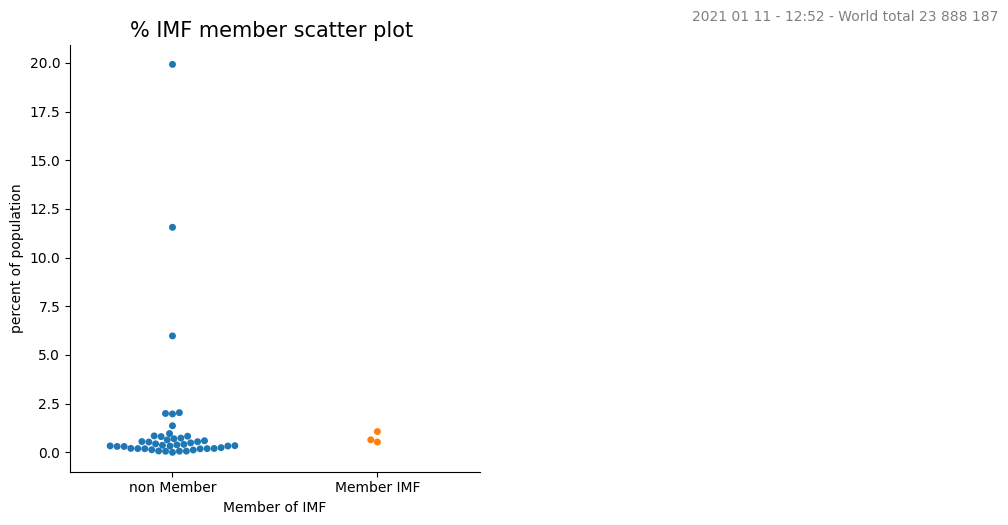 2021 01 11 - 12:52 - World total 23 888 187
% IMF member scatter plot
20.0
17.5
15.0
12.5
10.0
7.5
5.0
2.5
0.0
percent of population
non Member
Member IMF
Member of IMF